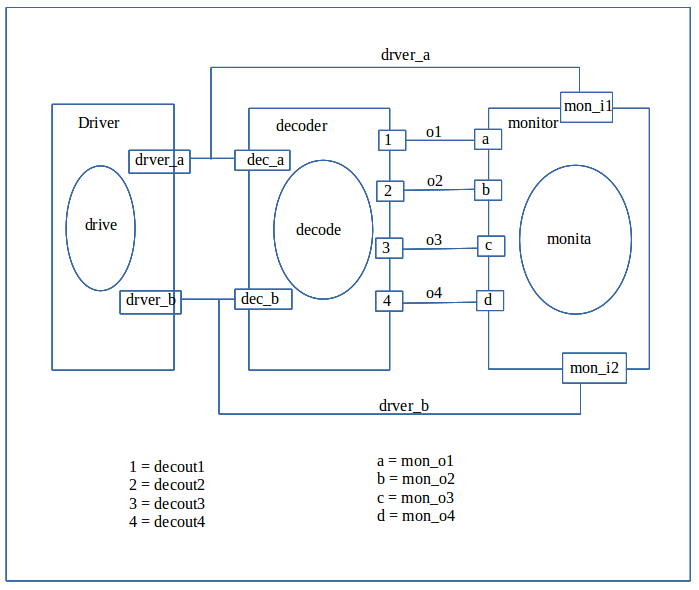 drver_a
mon_i1
Driver
decoder
monitor
drver_a
dec_a
1
o1
a
2
o2
b
drive
decode
monita
3
o3
c
drver_b
dec_b
4
o4
d
mon_i2
drver_b
1 = decout1
2 = decout2
3 = decout3
4 = decout4
a = mon_o1
b = mon_o2
c = mon_o3
d = mon_o4